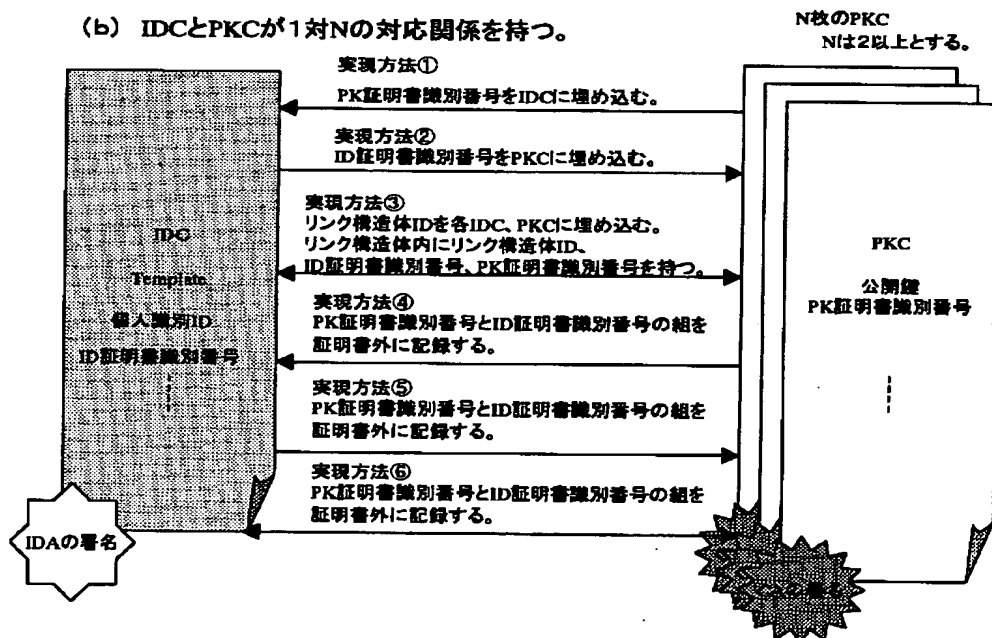 (b) IDCとPKCが1対Nの対応関係を持つ。
N枚のPKC
Nは2以上とする。
実現方法①
PK証明書識別番号をIDCに埋め込む。
実現方法②
ID証明書識別番号をPKCに埋め込む。
実現方法③
リンク構造体IDを各IDC、PKCに埋め込む。
リンク構造体内にリンク構造体ID、
ID証明書識別番号、PK証明書識別番号を持つ。
実現方法④
PK証明書識別番号とID証明書識別番号の組を
証明書外に記録する。
実現方法⑤
PK証明書識別番号とID証明書識別番号の組を
証明書外に記録する。
実現方法⑥
PK証明書識別番号とID証明書識別番号の組を
証明書外に記録する。
IDC
Template
個人識別ID
ID証明書識別番号
IDAの署名
PKC
公開鍵
PK証明書識別番号